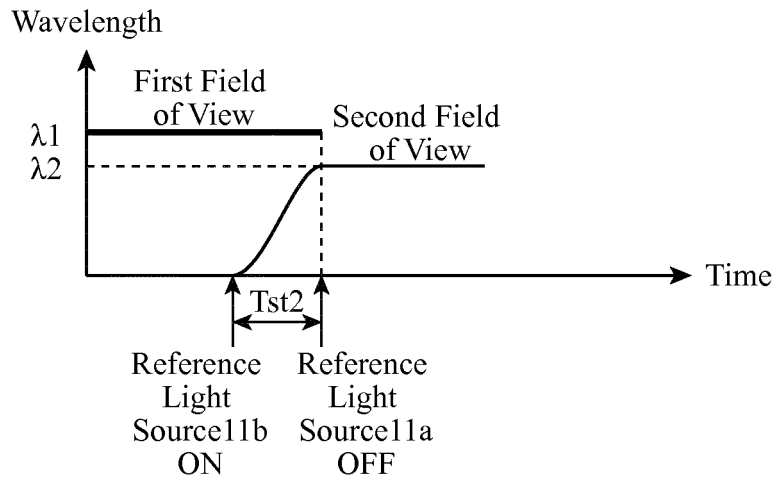 Wavelength
First Field
of View
Second Field
of View
λ1
λ2
Time
Tst2
Reference
Light
Source11b
ON
Reference
Light
Source11a
OFF